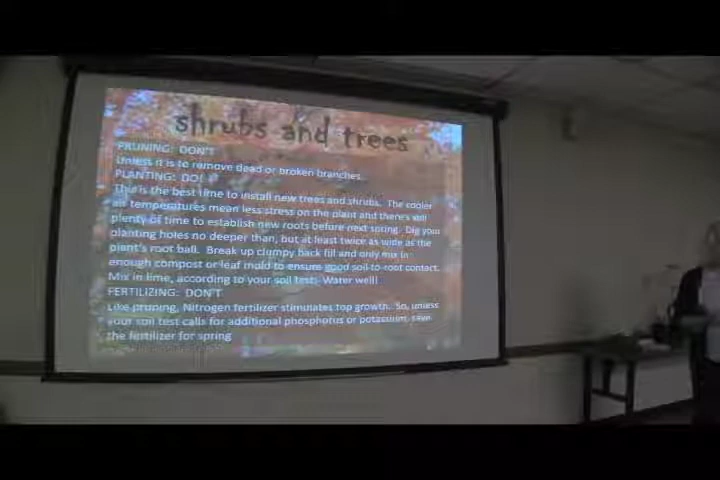 shrubs and trees
PRUNING: DON'T
Unless it is to remove dead or broken branches.
PLANTING: DO!
This is the best time to install new trees and shrubs. The cooler
air temperatures mean less stress on the plant and there's still
plenty of time to establish new roots before next spring. Dig your
planting holes no deeper than, but at least twice as wide as the
plant's root ball. Break up clumpy back fill and only mix in
enough compost or leaf mold to ensure good soil-to-root contact.
Mix in lime, according to your soil test. Water well!
FERTILIZING: DON'T
Like pruning, Nitrogen fertilizer stimulates top growth. So, unless
your soil test calls for additional phosphotus or potassium, save
the fertilizer for spring